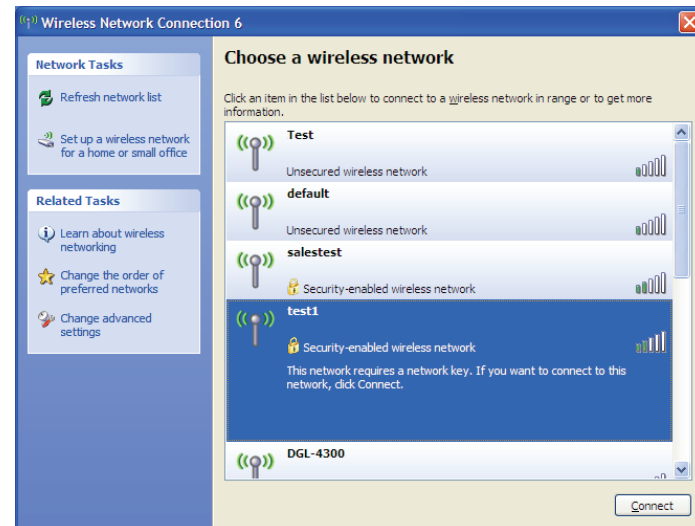 Wireless Network Connection 6
Network Tasks
Refresh network list
Set up a wireless network
for a home or small office
Related Tasks
Learn about wireless
networking
Change the order of
preferred networks
Change advanced
settings
Choose a wireless network
Click an item in the list below to connect to a wireless network in range or to get more
information.
Test
Unsecured wireless network
default
Unsecured wireless network
salestest
Security-enabled wireless network
test1
Security-enabled wireless network
This network requires a network key. If you want to connect to this
network, click Connect.
DGL-4300
Connect